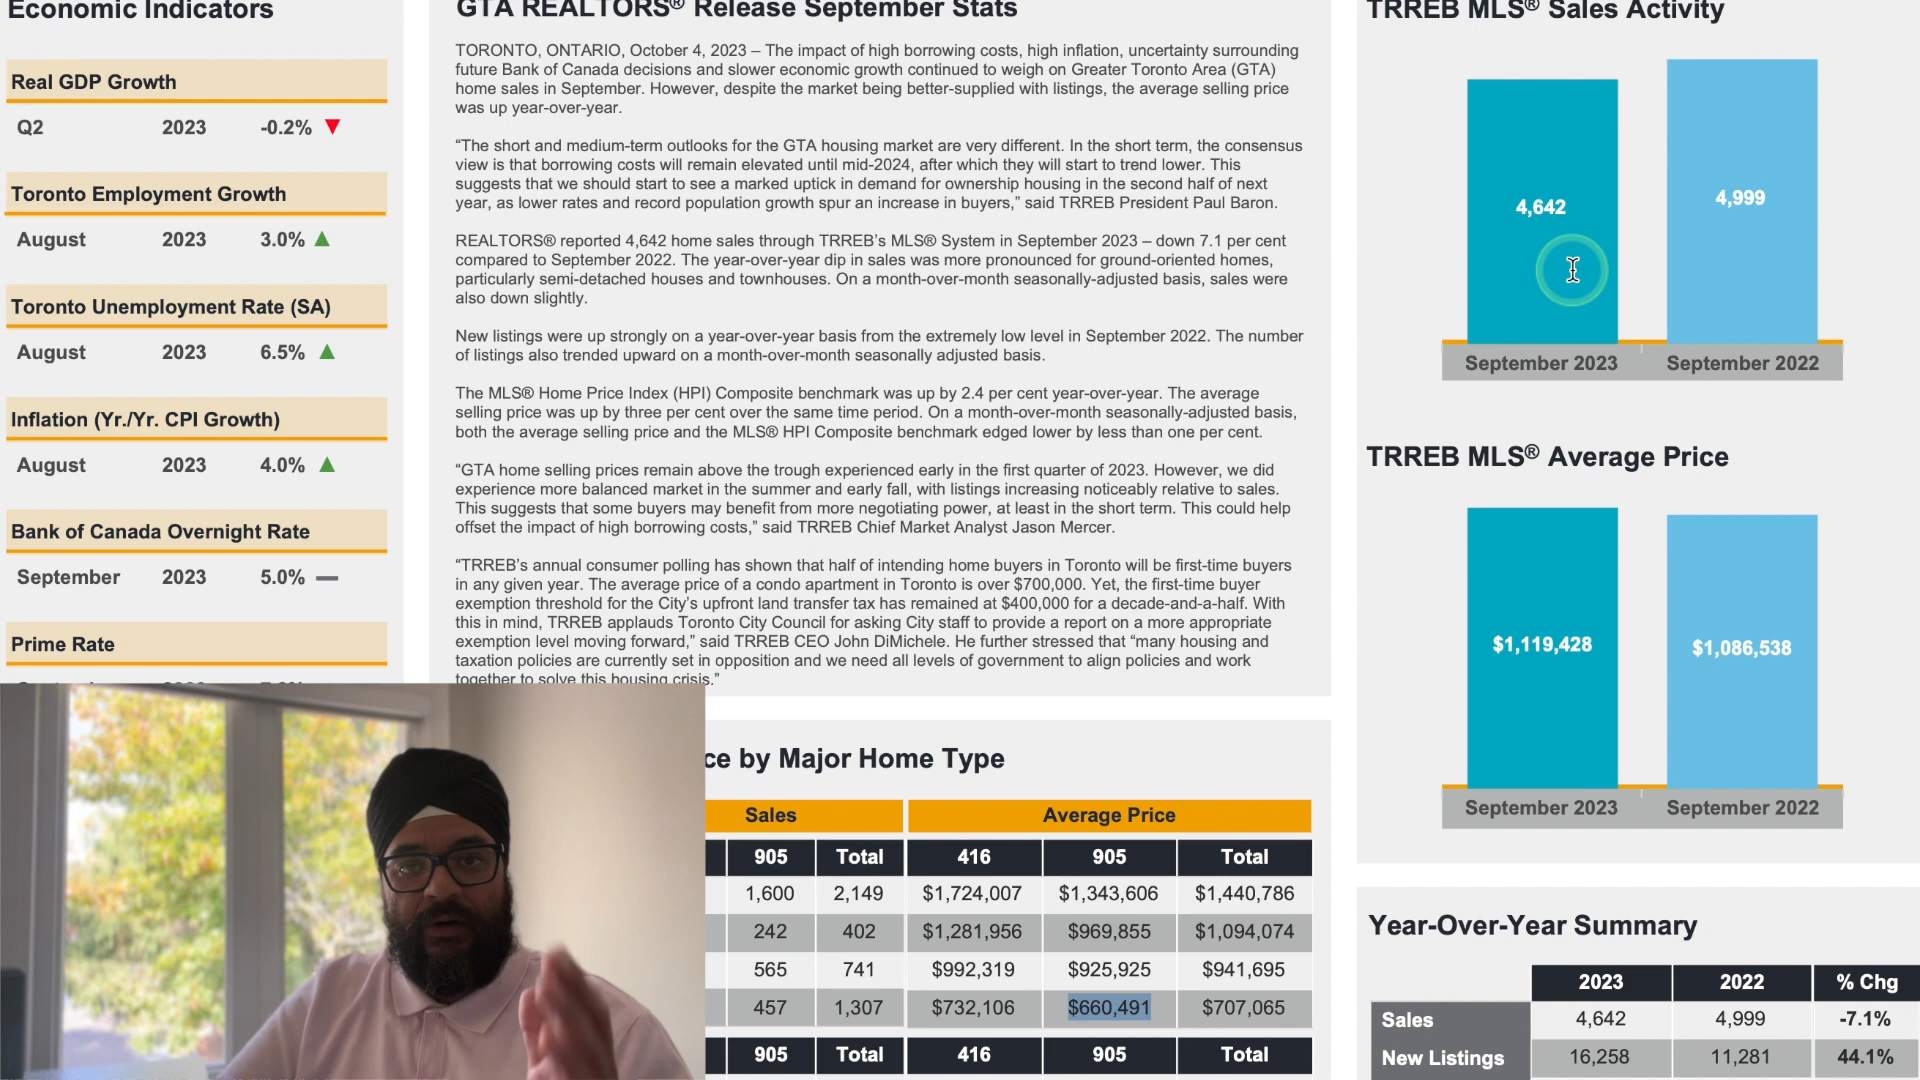 Economic Indicators
Real GDP Growth
Q2 2023 -0.2%
Toronto Employment Growth
August 2023 3.0%
Toronto Unemployment Rate (SA)
August 2023 6.5%
Inflation (Yr./Yr. CPI Growth)
August 2023 4.0%
Bank of Canada Overnight Rate
September 2023 5.0% —
Prime Rate
GTA REALTORS® Release September Stats
TORONTO, ONTARIO, October 4, 2023 – The impact of high borrowing costs, high inflation, uncertainty surrounding
future Bank of Canada decisions and slower economic growth continued to weigh on Greater Toronto Area (GTA)
home sales in September. However, despite the market being better-supplied with listings, the average selling price
was up year-over-year.
“The short and medium-term outlooks for the GTA housing market are very different. In the short term, the consensus
view is that borrowing costs will remain elevated until mid-2024, after which they will start to trend lower. This
suggests that we should start to see a marked uptick in demand for ownership housing in the second half of next
year, as lower rates and record population growth spur an increase in buyers,” said TRREB President Paul Baron.
REALTORS® reported 4,642 home sales through TRREB’s MLS® System in September 2023 – down 7.1 per cent
compared to September 2022. The year-over-year dip in sales was more pronounced for ground-oriented homes,
particularly semi-detached houses and townhouses. On a month-over-month seasonally-adjusted basis, sales were
also down slightly.
New listings were up strongly on a year-over-year basis from the extremely low level in September 2022. The number
of listings also trended upward on a month-over-month seasonally adjusted basis.
The MLS® Home Price Index (HPI) Composite benchmark was up by 2.4 per cent year-over-year. The average
selling price was up by three per cent over the same time period. On a month-over-month seasonally-adjusted basis,
both the average selling price and the MLS® HPI Composite benchmark edged lower by less than one per cent.
“GTA home selling prices remain above the trough experienced early in the first quarter of 2023. However, we did
experience more balanced market in the summer and early fall, with listings increasing noticeably relative to sales.
This suggests that some buyers may benefit from more negotiating power, at least in the short term. This could help
offset the impact of high borrowing costs,” said TRREB Chief Market Analyst Jason Mercer.
“TRREB’s annual consumer polling has shown that half of intending home buyers in Toronto will be first-time buyers
in any given year. The average price of a condo apartment in Toronto is over $700,000. Yet, the first-time buyer
exemption threshold for the City’s upfront land transfer tax has remained at $400,000 for a decade-and-a-half. With
this in mind, TRREB applauds Toronto City Council for asking City staff to provide a report on a more appropriate
exemption level moving forward,” said TRREB CEO John DiMichele. He further stressed that “many housing and
taxation policies are currently set in opposition and we need all levels of government to align policies and work
together to solve this housing crisis.”
ce by Major Home Type
Sales Average Price
905 Total 416 905 Total
1,600 2,149 $1,724,007 $1,343,606 $1,440,786
242 402 $1,281,956 $969,855 $1,094,074
565 741 $992,319 $925,925 $941,695
457 1,307 $732,106 $660,491 $707,065
905 Total 416 905 Total
TRREB MLS® Sales Activity
4,642 4,999
September 2023 September 2022
TRREB MLS® Average Price
$1,119,428 $1,086,538
September 2023 September 2022
Year-Over-Year Summary
2023 2022 % Chg
Sales 4,642 4,999 -7.1%
New Listings 16,258 11,281 44.1%